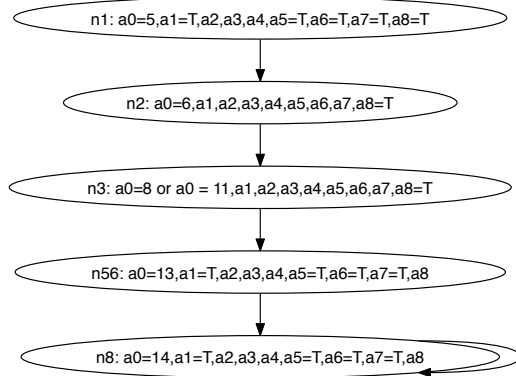 n1: a0=5,a1=T,a2,a3,a4,a5=T,a6=T,a7=T,a8=T
n2: a0=6,a1,a2,a3,a4,a5,a6,a7,a8=T
n3: a0=8 or a0 = 11,a1,a2,a3,a4,a5,a6,a7,a8=T
n56: a0=13,a1=T,a2,a3,a4,a5=T,a6=T,a7=T,a8
n8: a0=14,a1=T,a2,a3,a4,a5=T,a6=T,a7=T,a8